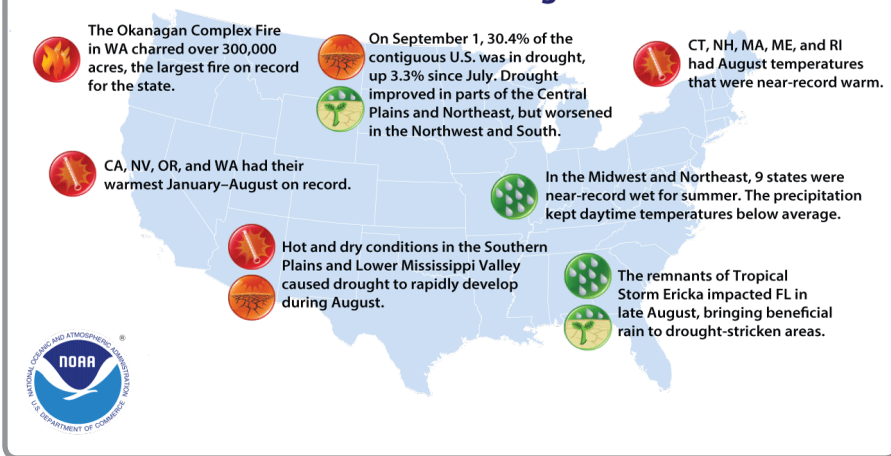 The Okanagan Complex Fire
in WA charred over 300,000
acres, the largest fire on record
for the state.
On September 1, 30.4% of the
contiguous U.S. was in drought,
up 3.3% since July. Drought
improved in parts of the Central
Plains and Northeast, but worsened
in the Northwest and South.
CT, NH, MA, ME, and RI
had August temperatures
that were near-record warm.
CA, NV, OR, and WA had their
warmest January–August on record.
In the Midwest and Northeast, 9 states were
near-record wet for summer. The precipitation
kept daytime temperatures below average.
Hot and dry conditions in the Southern
Plains and Lower Mississippi Valley
caused drought to rapidly develop
during August.
The remnants of Tropical
Storm Ericka impacted FL in
late August, bringing beneficial
rain to drought-stricken areas.
NATIONAL OCEANIC AND ATMOSPHERIC ADMINISTRATION
®
NOAA
U.S. DEPARTMENT OF COMMERCE